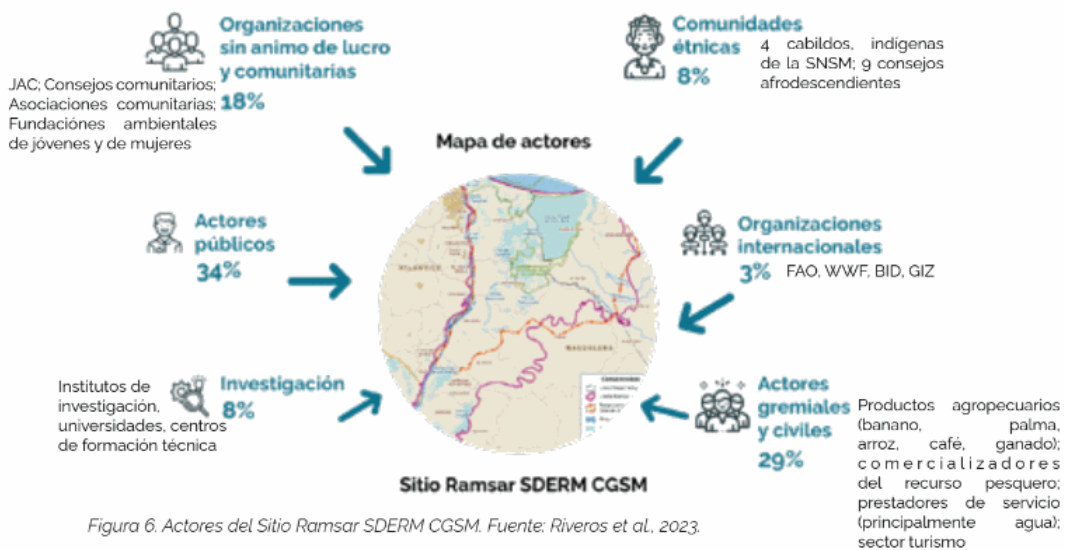 Organizaciones
sin animo de lucro
y comunitarias
18%
JAC; Consejos comunitarios;
Asociaciones comunitarias;
Fundaciónes ambientales
de jóvenes y de mujeres
Comunidades
étnicas
8%
4 cabildos, indígenas
de la SNSM; 9 consejos
afrodescendientes
Mapa de actores
Actores
públicos
34%
Organizaciones
internacionales
3% FAO, WWF, BID, GIZ
ATLÁNTICO
MAGDALENA
Institutos de
investigación,
universidades, centros
de formación técnica
Investigación
8%
Actores
gremiales
y civiles
29%
Productos agropecuarios
(banano, palma,
arroz, café, ganado);
comercializadores
del recurso pesquero;
prestadores de servicio
(principalmente agua);
sector turismo
Sitio Ramsar SDERM CGSM
Figura 6. Actores del Sitio Ramsar SDERM CGSM. Fuente: Riveros et al., 2023.